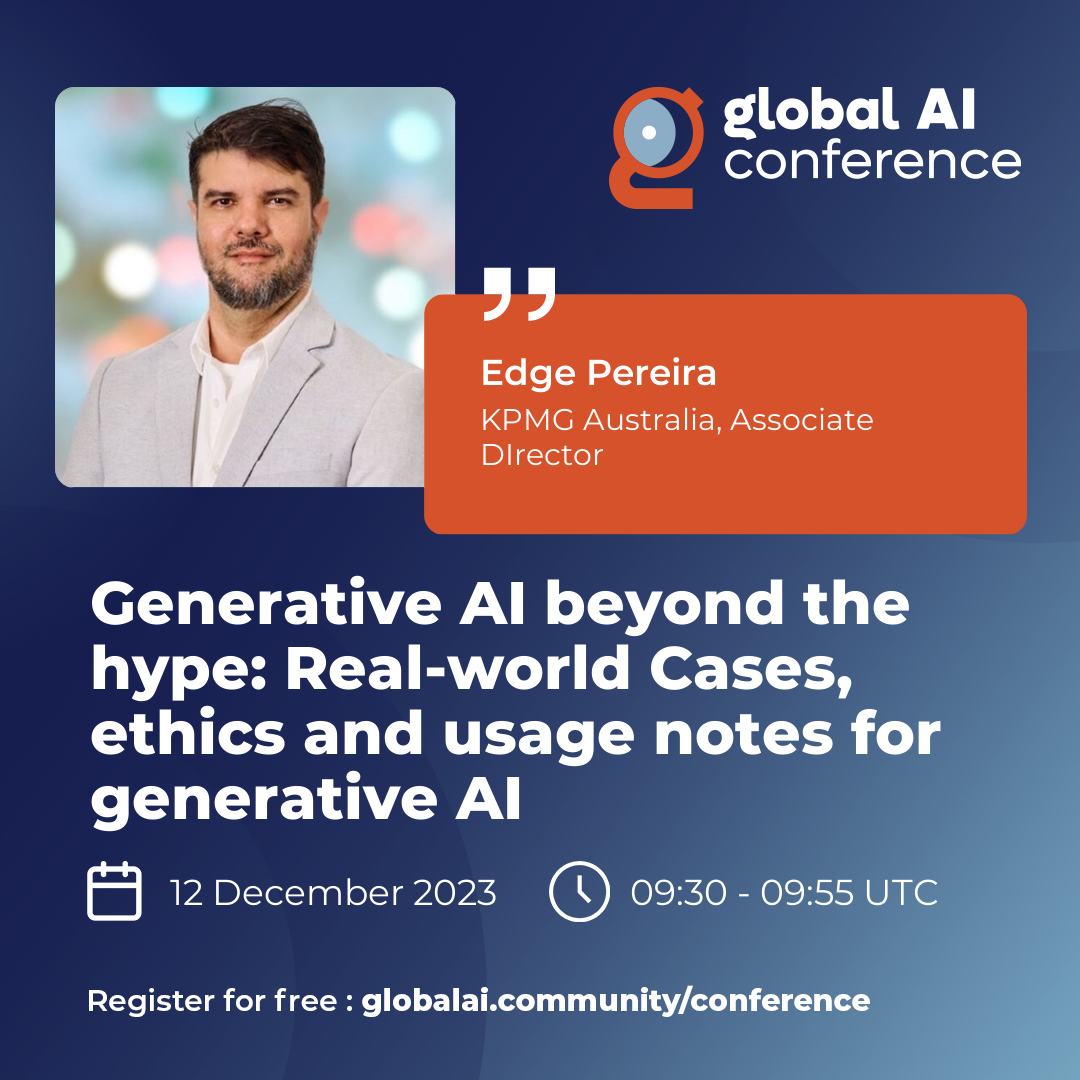 global AI
conference
Edge Pereira
KPMG Australia, Associate
DIrector
Generative AI beyond the
hype: Real-world Cases,
ethics and usage notes for
generative AI
12 December 2023
09:30 - 09:55 UTC
Register for free : globalai.community/conference